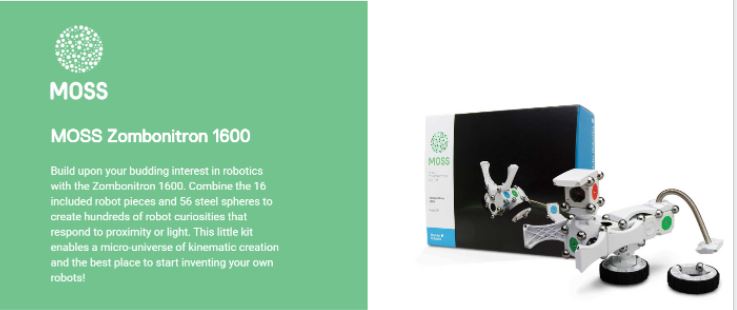 MOSS
MOSS Zombonitron 1600
Build upon your budding interest in robotics
with the Zombonitron 1600. Combine the 16
included robot pieces and 56 steel spheres to
create hundreds of robot curiosities that
respond to proximity or light. This little kit
enables a micro-universe of kinematic creation
and the best place to start inventing your own
robots!
MOSS